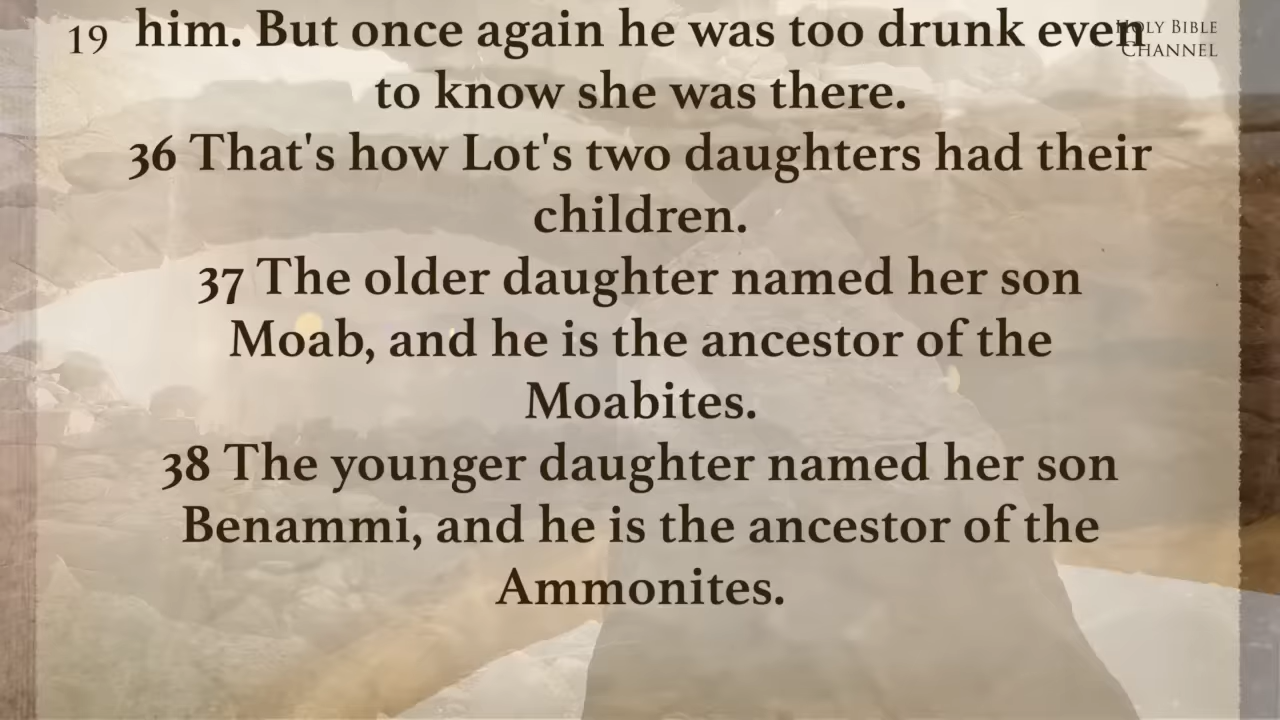 19
him. But once again he was too drunk even
HOLY BIBLE
CHANNEL
to know she was there.
36 That's how Lot's two daughters had their
children.
37 The older daughter named her son
Moab, and he is the ancestor of the
Moabites.
38 The younger daughter named her son
Benammi, and he is the ancestor of the
Ammonites.